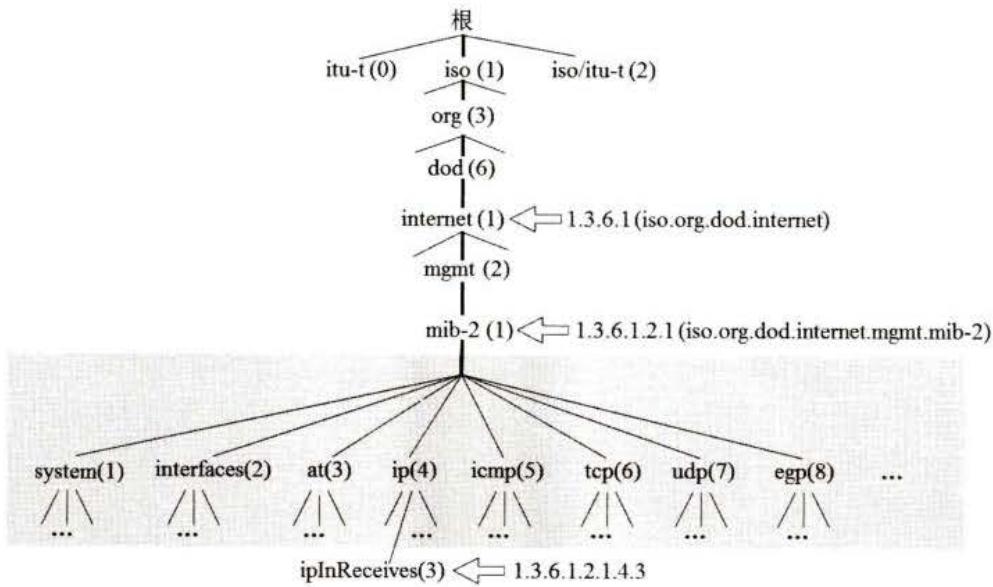 根
itu-t (0) iso (1) iso/itu-t (2)
org (3)
dod (6)
internet (1) 1.3.6.1 (iso.org.dod.internet)
mgmt (2)
mib-2 (1) 1.3.6.1.2.1 (iso.org.dod.internet.mgmt.mib-2)
system(1) interfaces(2) at(3) ip(4) icmp(5) tcp(6) udp(7) egp(8) ...
... ... ... ... ... ... ... ...
ipInReceives(3) 1.3.6.1.2.1.4.3